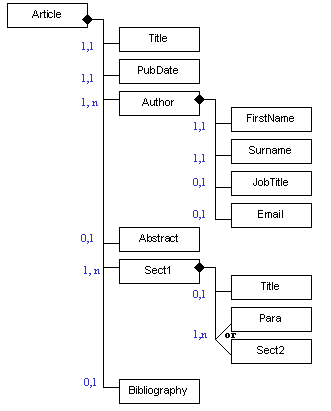 Article
1,1
Title
1,1
PubDate
1, n
Author
1,1
FirstName
1,1
Surname
0,1
JobTitle
0,1
Email
0,1
Abstract
1, n
Sect1
0,1
Title
1,n
or
Para
Sect2
0,1
Bibliography